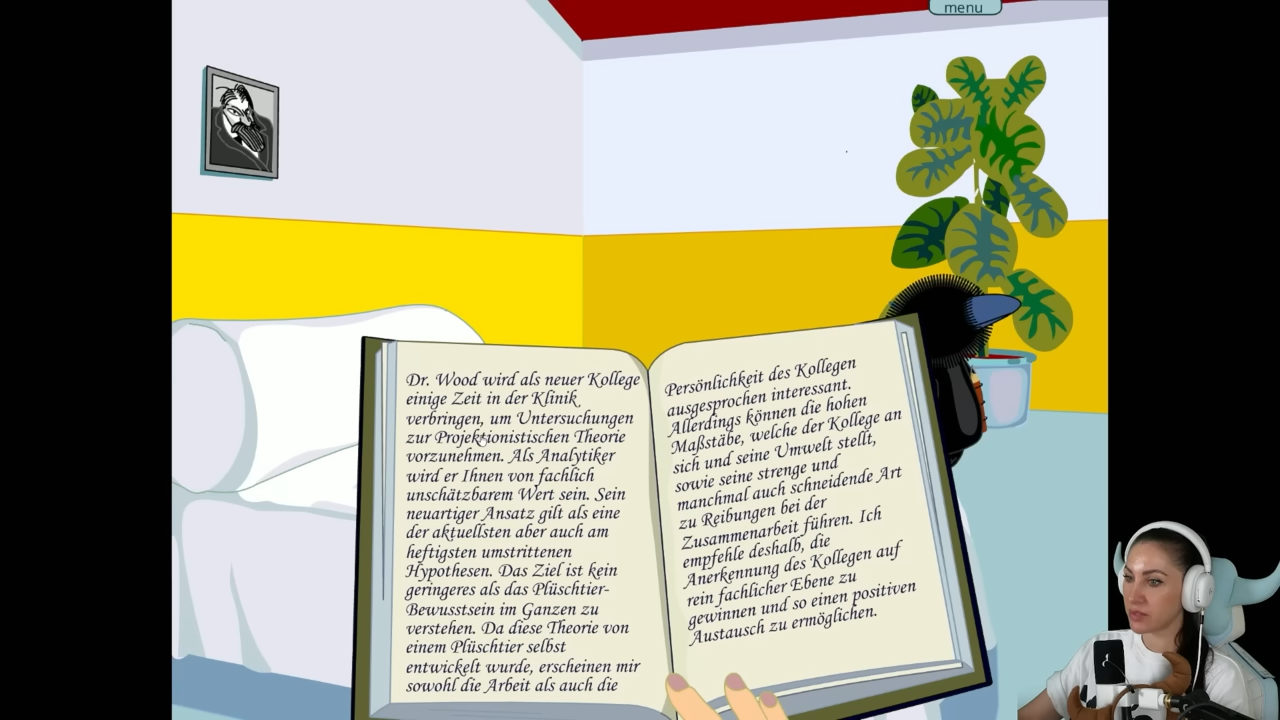 menu
Dr. Wood wird als neuer Kollege
einige Zeit in der Klinik
verbringen, um Untersuchungen
zur Projektionistischen Theorie
vorzunehmen. Als Analytiker
wird er Ihnen von fachlich
unschätzbarem Wert sein. Sein
neuartiger Ansatz gilt als eine
der aktuellsten aber auch am
heftigsten umstrittenen
Hypothesen. Das Ziel ist kein
geringeres als das Plüschtier-
Bewusstsein im Ganzen zu
verstehen. Da diese Theorie von
einem Plüschtier selbst
entwickelt wurde, erscheinen mir
sowohl die Arbeit als auch die
Persönlichkeit des Kollegen
ausgesprochen interessant.
Allerdings können die hohen
Maßstäbe, welche der Kollege an
sich und seine Umwelt stellt,
sowie seine strenge und
manchmal auch schneidende Art
zu Reibungen bei der
Zusammenarbeit führen. Ich
empfehle deshalb, die
Anerkennung des Kollegen auf
rein fachlicher Ebene zu
gewinnen und so einen positiven
Austausch zu ermöglichen.